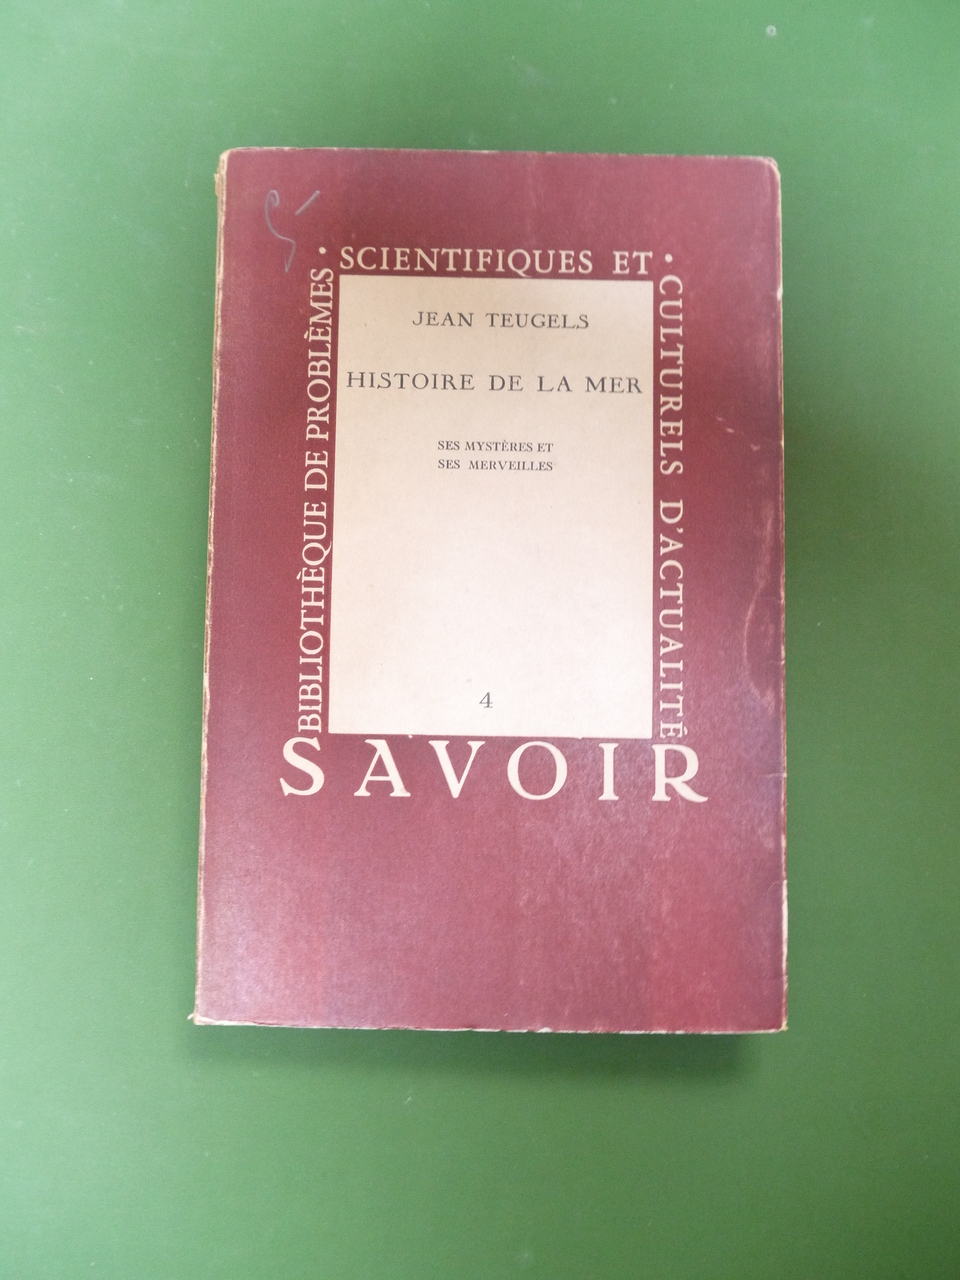 BIBLIOTHÈQUE DE PROBLÈMES
• SCIENTIFIQUES ET •
CULTURELS D'ACTUALITÉ
JEAN TEUGELS
HISTOIRE DE LA MER
SES MYSTÈRES ET
SES MERVEILLES
4
SAVOIR